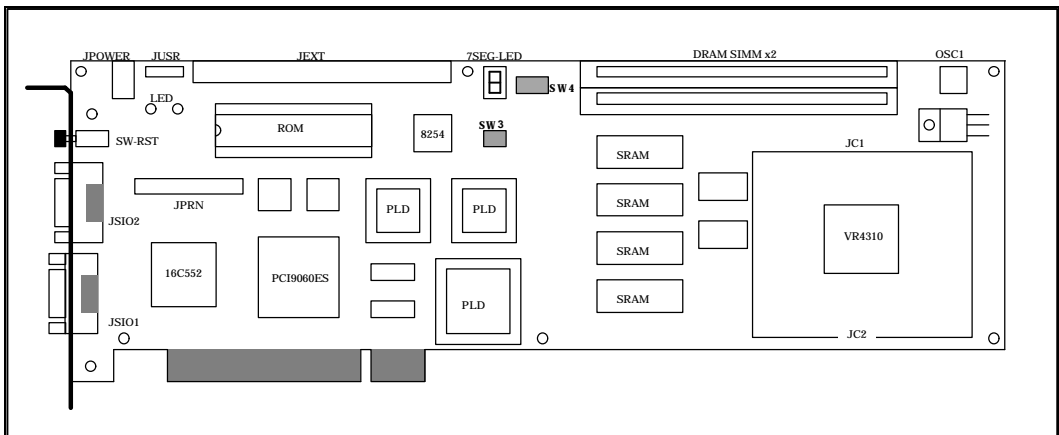 JPOWER JUSR JEXT 7SEG-LED DRAM SIMM x2 OSC1
SW4
LED
ROM
8254
SW3
SW-RST
SRAM
JC1
JPRN
PLD
PLD
SRAM
JSIO2
VR4310
SRAM
16C552
PCI9060ES
PLD
SRAM
JSIO1
JC2